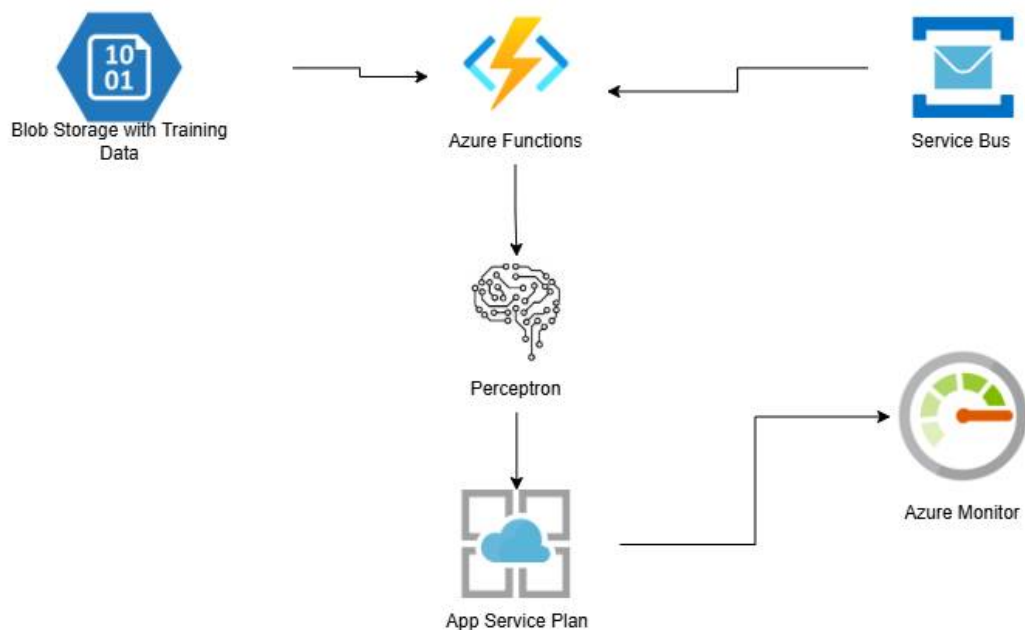 10
01
Blob Storage with Training
Data
Azure Functions
Service Bus
Perceptron
Azure Monitor
App Service Plan